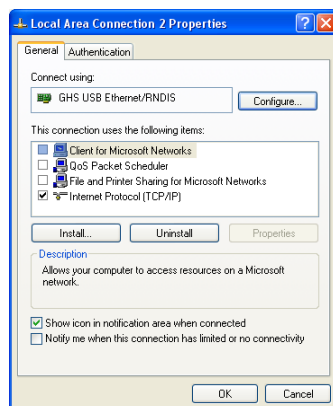 Local Area Connection 2 Properties
General Authentication
Connect using:
GHS USB Ethernet/RNDIS Configure...
This connection uses the following items:
Client for Microsoft Networks
QoS Packet Scheduler
File and Printer Sharing for Microsoft Networks
Internet Protocol (TCP/IP)
Install... Uninstall Properties
Description
Allows your computer to access resources on a Microsoft
network.
Show icon in notification area when connected
Notify me when this connection has limited or no connectivity
OK Cancel